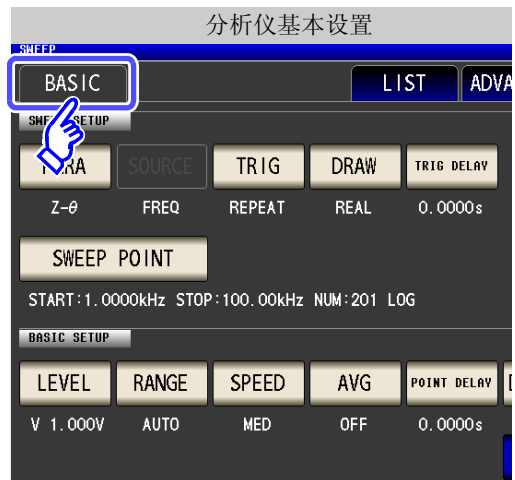 分析仪基本设置
SWEEP
BASIC LIST
SETUP
SOURCE TRIG DRAW TRIG DELAY
Z-θ FREQ REPEAT REAL 0.0000s
SWEEP POINT
START:1.0000kHz STOP:100.00kHz NUM:201 LOG
BASIC SETUP
LEVEL RANGE SPEED AVG POINT DELAY
V 1.000V AUTO MED OFF 0.0000s